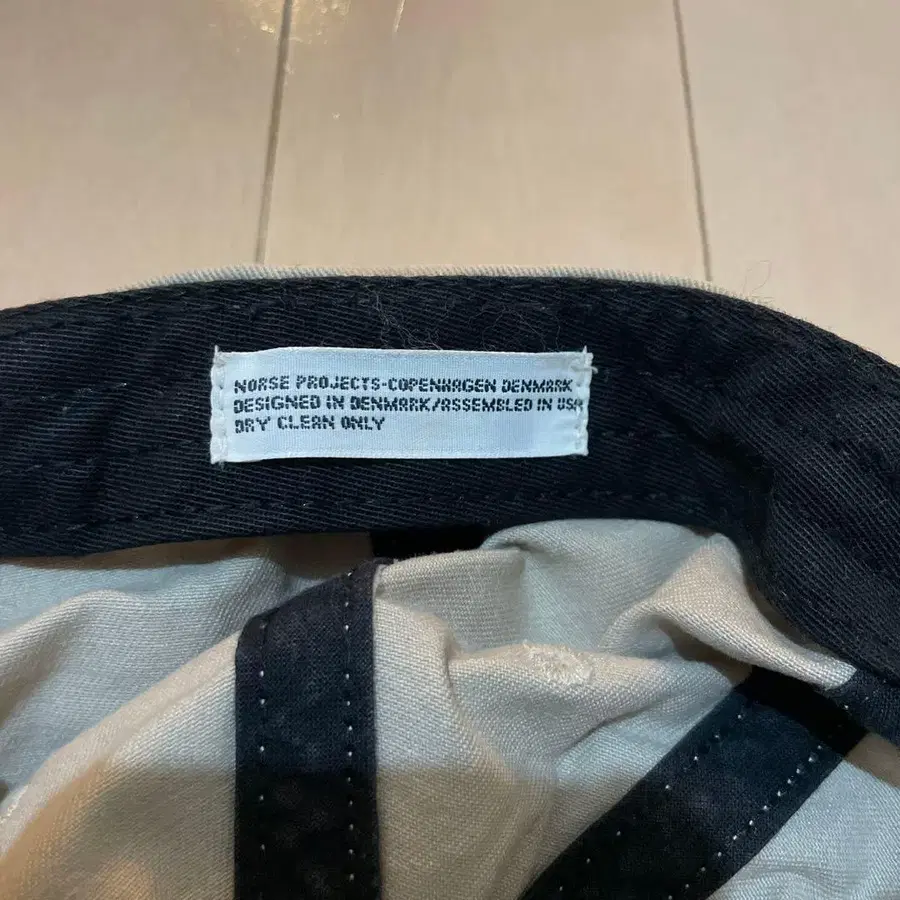 NORSE PROJECTS-COPENHAGEN DENMARK
DESIGNED IN DENMARK/ASSEMBLED IN USA
DRY CLEAN ONLY